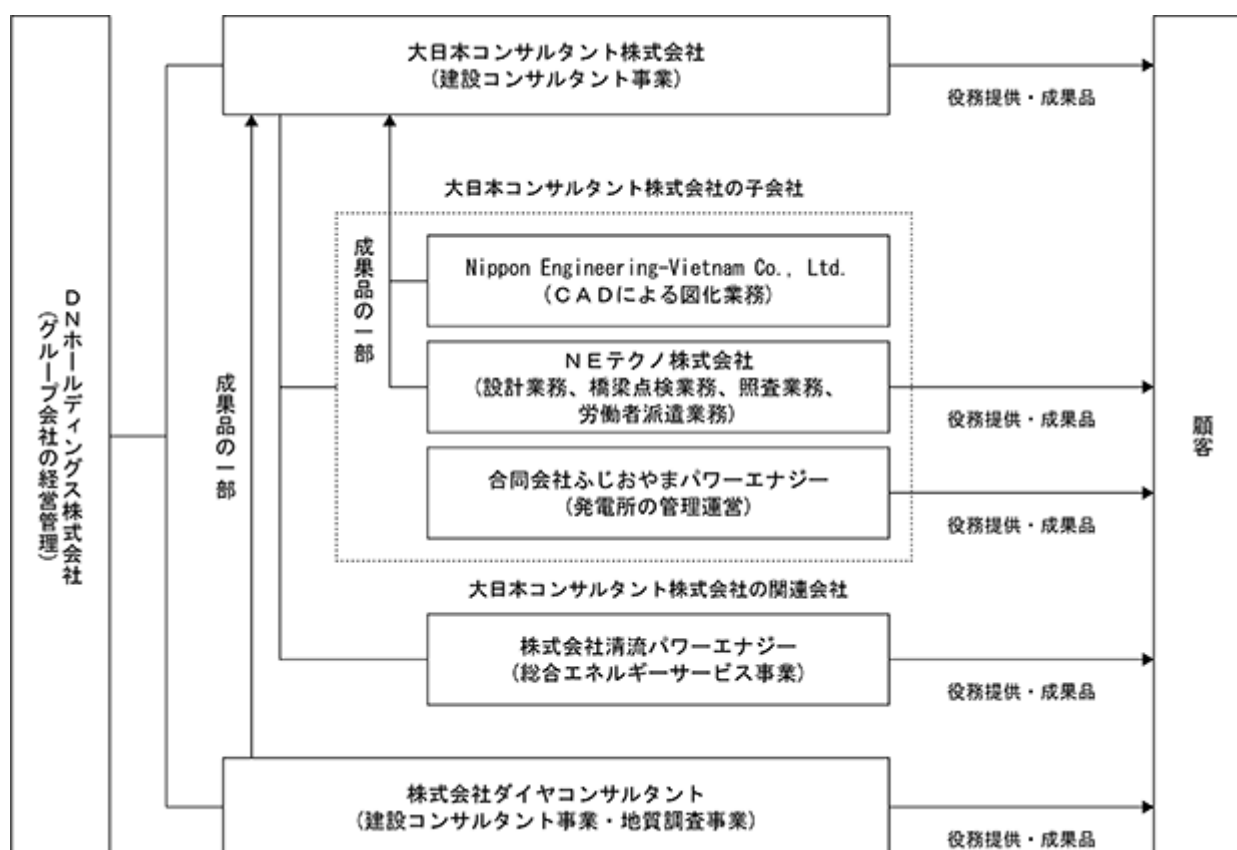 DNホールディングス株式会社
(グループ会社の経営管理)
大日本コンサルタント株式会社
(建設コンサルタント事業)
役務提供・成果品
大日本コンサルタント株式会社の子会社
成果品の一部
Nippon Engineering-Vietnam Co., Ltd.
(CADによる図化業務)
NEテクノ株式会社
(設計業務、橋梁点検業務、照査業務、
労働者派遣業務)
役務提供・成果品
合同会社ふじおやまパワーエナジー
(発電所の管理運営)
役務提供・成果品
成果品の一部
大日本コンサルタント株式会社の関連会社
株式会社清流パワーエナジー
(総合エネルギーサービス事業)
役務提供・成果品
株式会社ダイヤコンサルタント
(建設コンサルタント事業・地質調査事業)
役務提供・成果品
顧客